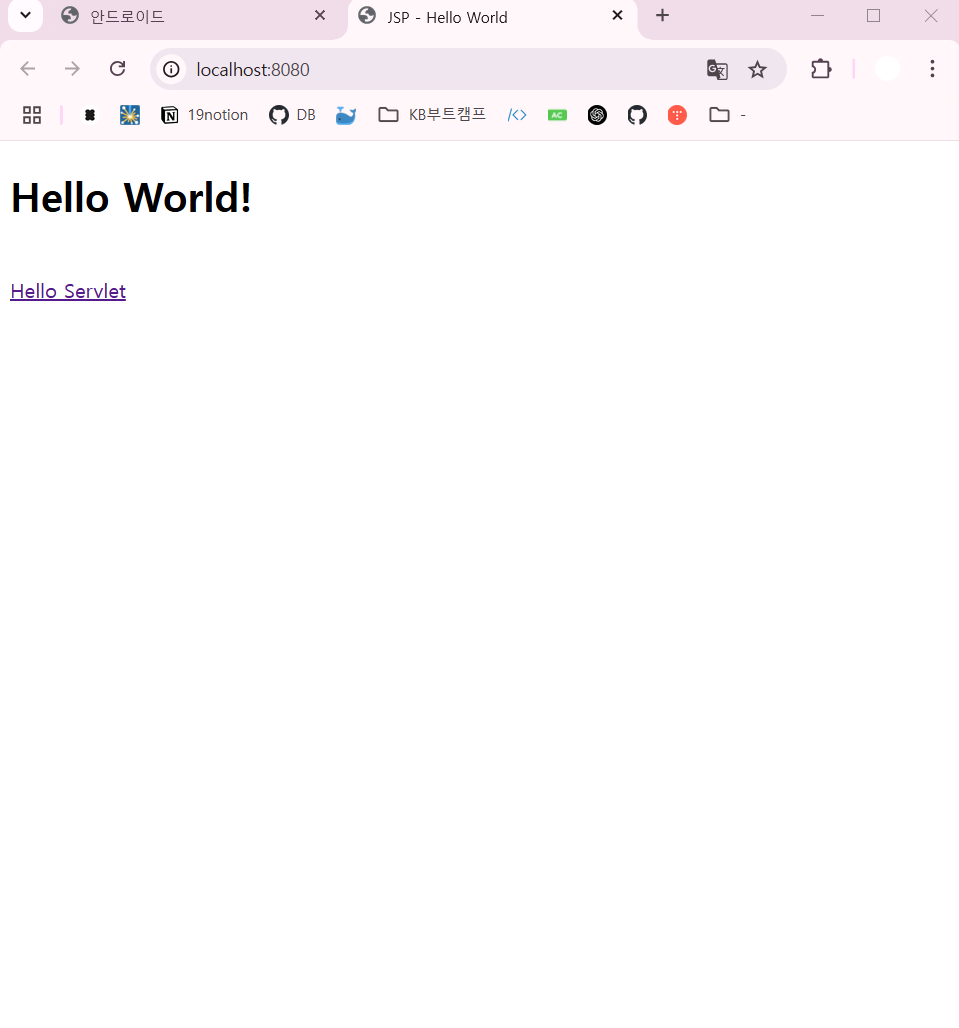 안드로이드
JSP - Hello World
localhost:8080
19notion
DB
KB부트캠프
AC
-
Hello World!
Hello Servlet